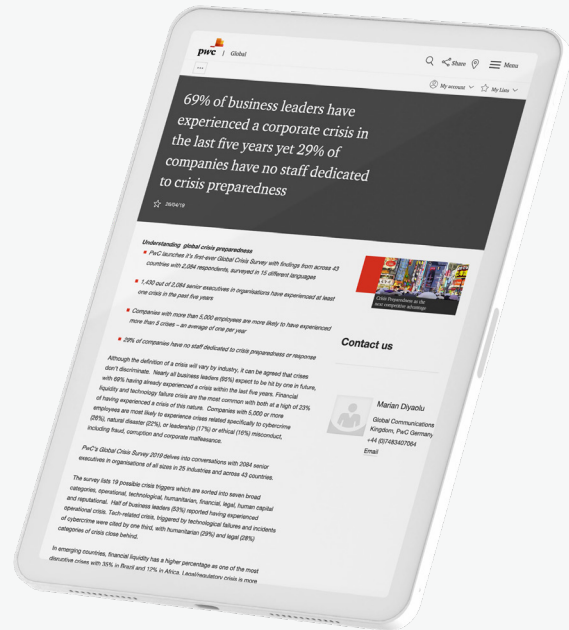 pwc | Global
Share
Menu
My account
My Lists
69% of business leaders have
experienced a corporate crisis in
the last five years yet 29% of
companies have no staff dedicated
to crisis preparedness
26/04/19
Understanding global crisis preparedness
PwC launches it's first-ever Global Crisis Survey with findings from across 43
countries with 2,084 respondents, surveyed in 15 different languages
1,430 out of 2,084 senior executives in organisations have experienced at least
one crisis in the past five years
Companies with more than 5,000 employees are more likely to have experienced
more than 5 crises – an average of one per year
29% of companies have no staff dedicated to crisis preparedness or response
Although the definition of a crisis will vary by industry, it can be agreed that crises
don't discriminate. Nearly all business leaders (95%) expect to be hit by one in future,
with 69% having already experienced a crisis within the last five years. Financial
liquidity and technology failure crisis are the most common with both at a high of 23%
of having experienced a crisis of this nature. Companies with 5,000 or more
employees are most likely to experience crises related specifically to cybercrime
(26%), natural disaster (22%), or leadership (17%) or ethical (16%) misconduct,
including fraud, corruption and corporate malfeasance.
PwC's Global Crisis Survey 2019 delves into conversations with 2084 senior
executives in organisations of all sizes in 25 industries and across 43 countries.
The survey lists 19 possible crisis triggers which are sorted into seven broad
categories, operational, technological, humanitarian, financial, legal, human capital
and reputational. Half of business leaders (53%) reported having experienced
operational crisis. Tech-related crisis, triggered by technological failures and incidents
of cybercrime were cited by one third, with humanitarian (29%) and legal (28%)
categories of crisis close behind.
In emerging countries, financial liquidity has a higher percentage as one of the most
disruptive crises with 35% in Brazil and 12% in Africa. Legal/regulatory crisis is more
Crisis Preparedness as the
next competitive advantage
Contact us
Marian Diyaolu
Global Communications
Kingdom, PwC Germany
+44 (0)7483407064
Email